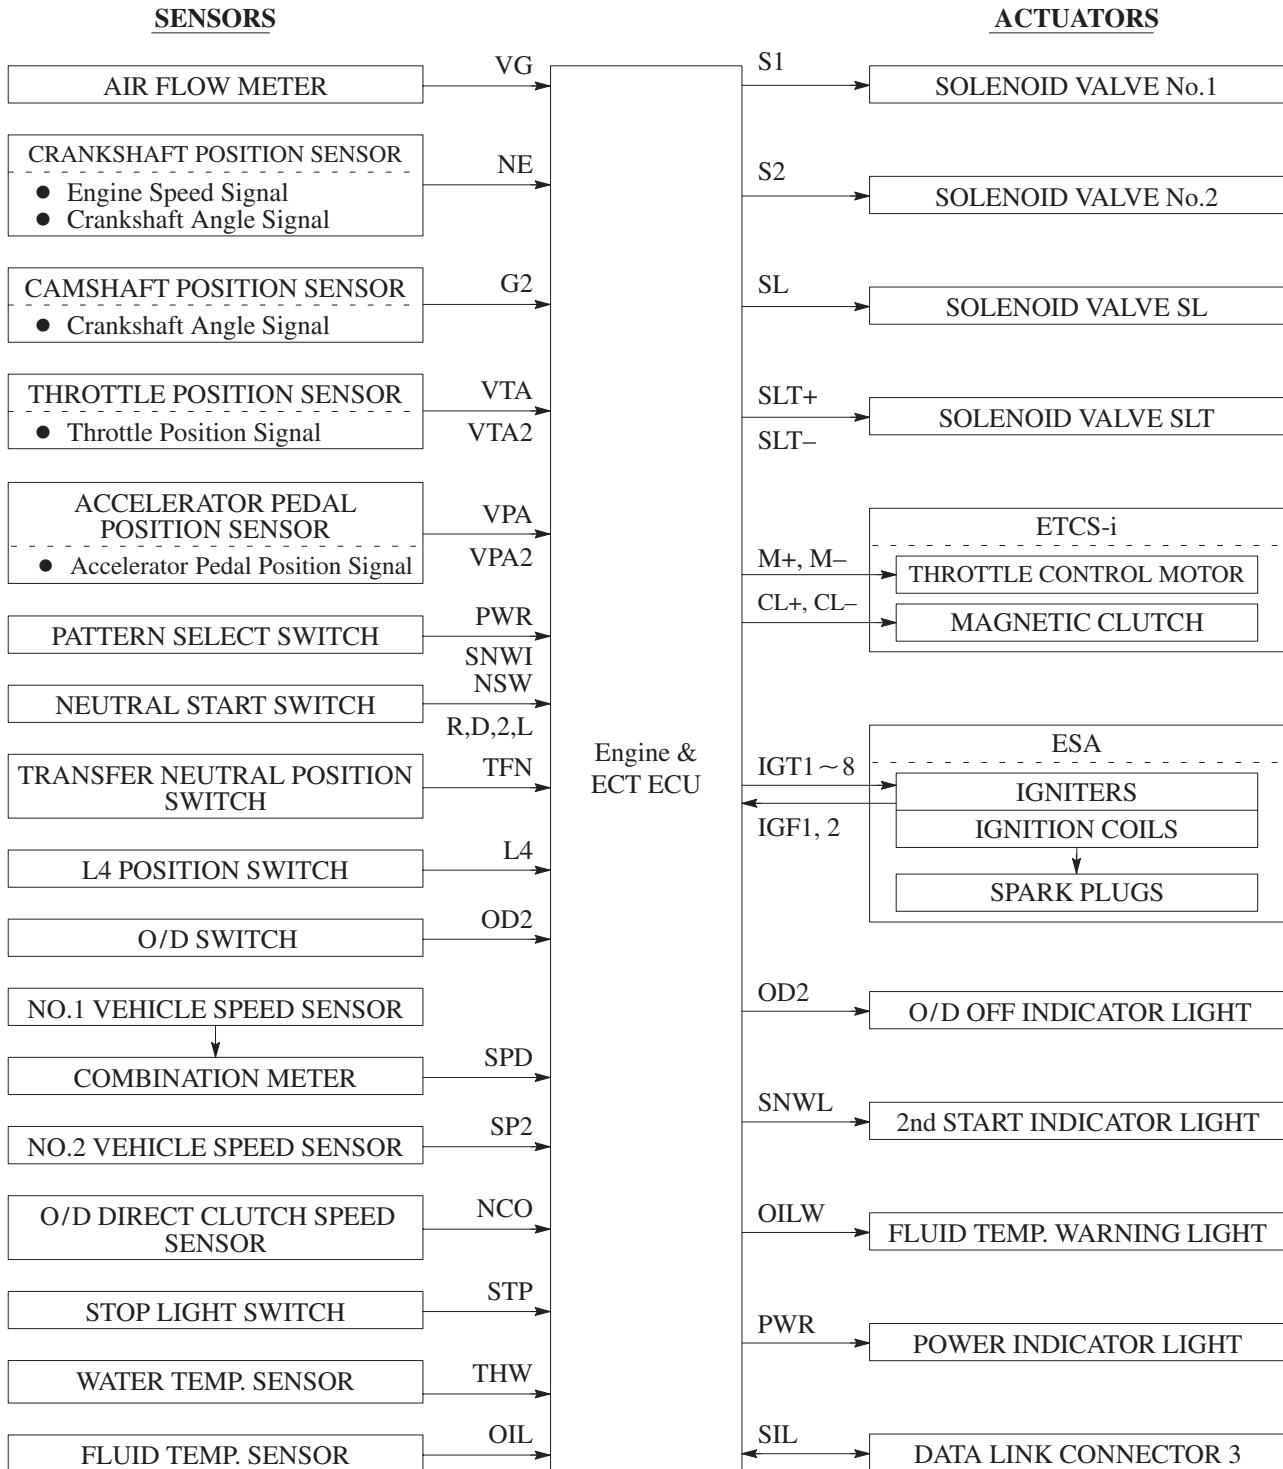 SENSORS
AIR FLOW METER
VG
CRANKSHAFT POSITION SENSOR
● Engine Speed Signal
● Crankshaft Angle Signal
NE
CAMSHAFT POSITION SENSOR
● Crankshaft Angle Signal
G2
THROTTLE POSITION SENSOR
● Throttle Position Signal
VTA
VTA2
ACCELERATOR PEDAL
POSITION SENSOR
● Accelerator Pedal Position Signal
VPA
VPA2
PATTERN SELECT SWITCH
PWR
SNWI
NEUTRAL START SWITCH
NSW
R,D,2,L
TRANSFER NEUTRAL POSITION
SWITCH
TFN
L4 POSITION SWITCH
L4
O/D SWITCH
OD2
NO.1 VEHICLE SPEED SENSOR
COMBINATION METER
SPD
NO.2 VEHICLE SPEED SENSOR
SP2
O/D DIRECT CLUTCH SPEED
SENSOR
NCO
STOP LIGHT SWITCH
STP
WATER TEMP. SENSOR
THW
FLUID TEMP. SENSOR
OIL
Engine &
ECT ECU
ACTUATORS
S1
SOLENOID VALVE No.1
S2
SOLENOID VALVE No.2
SL
SOLENOID VALVE SL
SLT+
SLT–
SOLENOID VALVE SLT
ETCS-i
M+, M–
THROTTLE CONTROL MOTOR
CL+, CL–
MAGNETIC CLUTCH
ESA
IGT1～8
IGNITERS
IGF1, 2
IGNITION COILS
SPARK PLUGS
OD2
O/D OFF INDICATOR LIGHT
SNWL
2nd START INDICATOR LIGHT
OILW
FLUID TEMP. WARNING LIGHT
PWR
POWER INDICATOR LIGHT
SIL
DATA LINK CONNECTOR 3